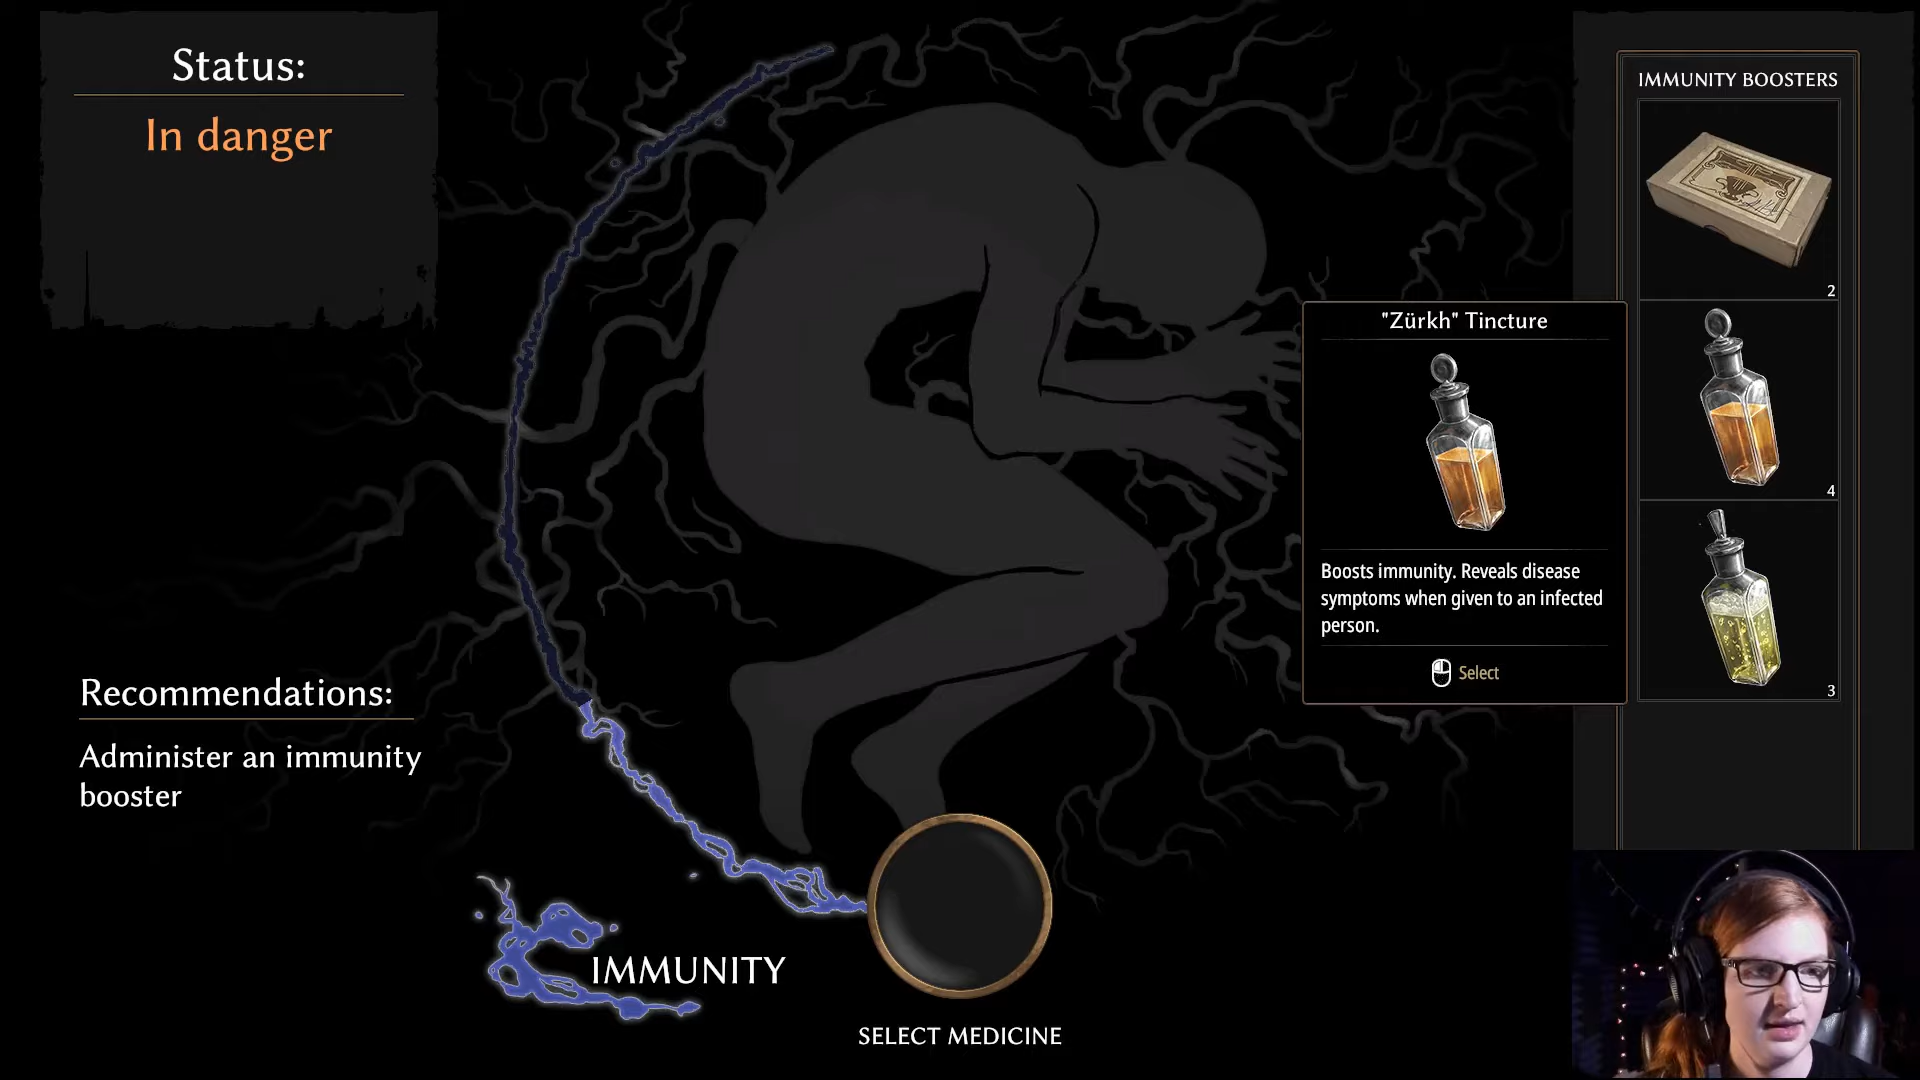 Status:
In danger
IMMUNITY BOOSTERS
2
"Zürkh" Tincture
4
Boosts immunity. Reveals disease
symptoms when given to an infected
person.
Select
3
Recommendations:
Administer an immunity
booster
IMMUNITY
SELECT MEDICINE